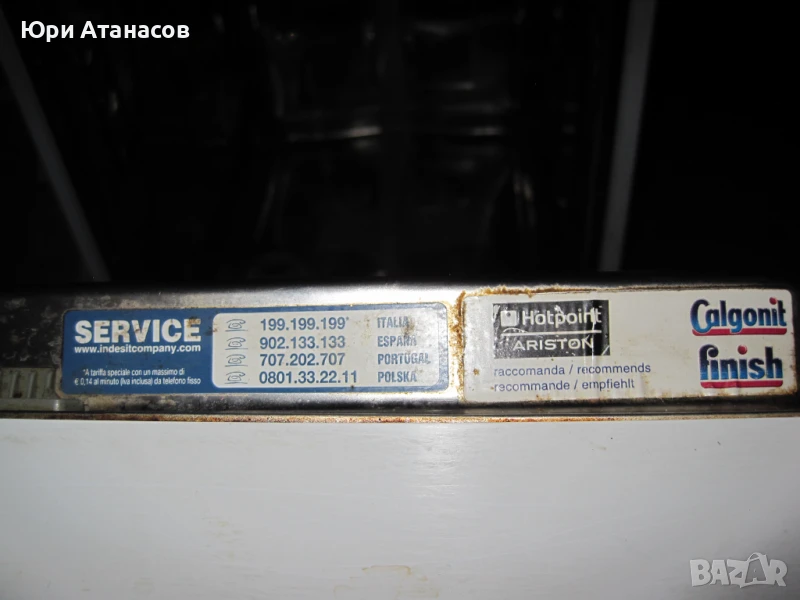 Юри Атанасов
SERVICE
www.indesitcompany.com
*A tariffa speciale con un massimo di
€ 0,14 al minuto (Iva inclusa) da telefono fisso
199.199.199* ITALIA
902.133.133 ESPAÑA
707.202.707 PORTUGAL
0801.33.22.11 POLSKA
Hotpoint
ARISTON
raccomanda / recommends
recommande / empfiehlt
Calgonit
finish
BAZAR